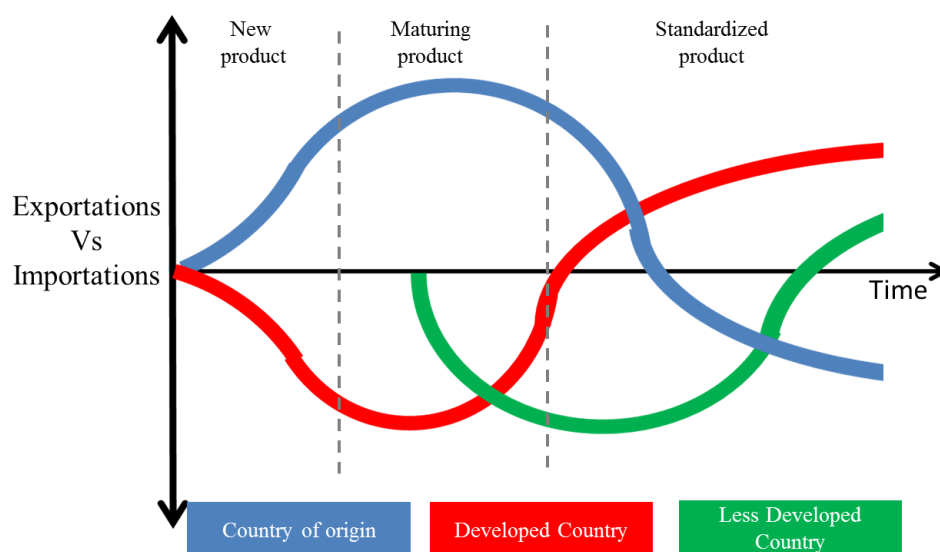 New
product
Maturing
product
Standardized
product
Exportations
Vs
Importations
Time
Country of origin
Developed Country
Less Developed
Country